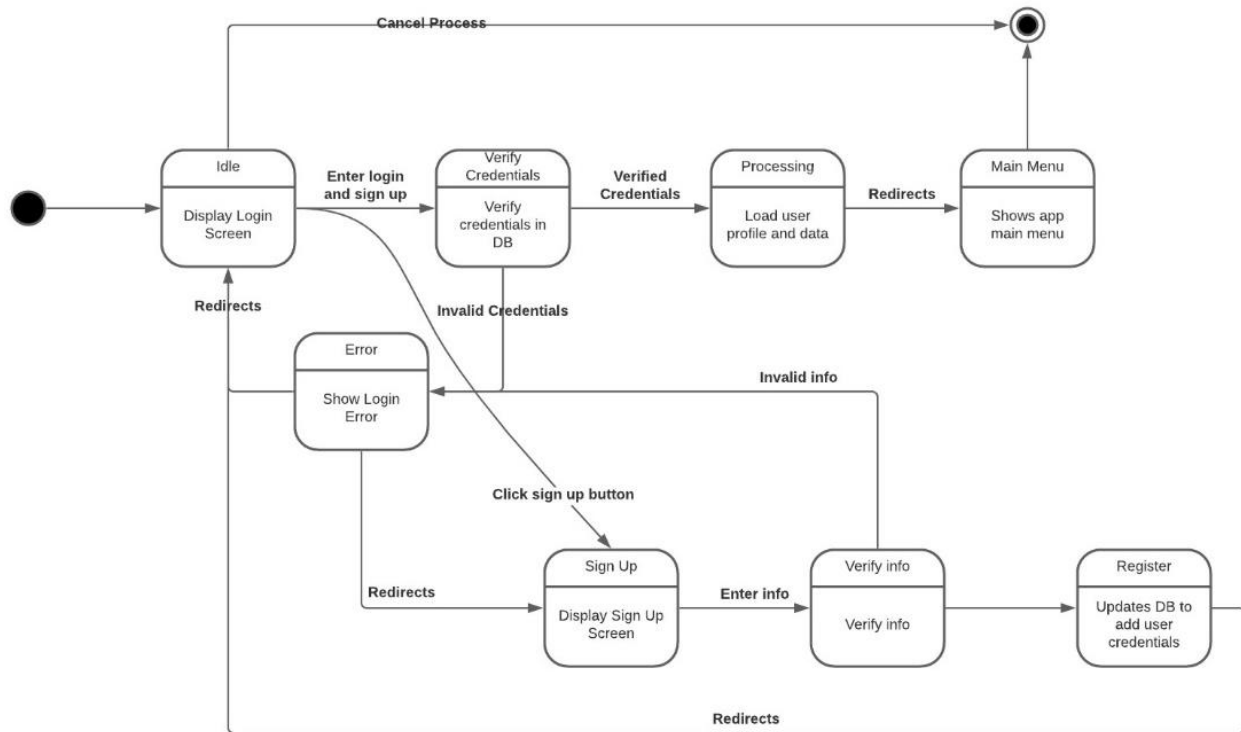 Cancel Process
Idle
Display Login
Screen
Enter login
and sign up
Verify
Credentials
Verify
credentials in
DB
Verified
Credentials
Processing
Load user
profile and data
Redirects
Main Menu
Shows app
main menu
Redirects
Invalid Credentials
Error
Show Login
Error
Invalid info
Click sign up button
Redirects
Sign Up
Display Sign Up
Screen
Enter info
Verify info
Verify info
Register
Updates DB to
add user
credentials
Redirects